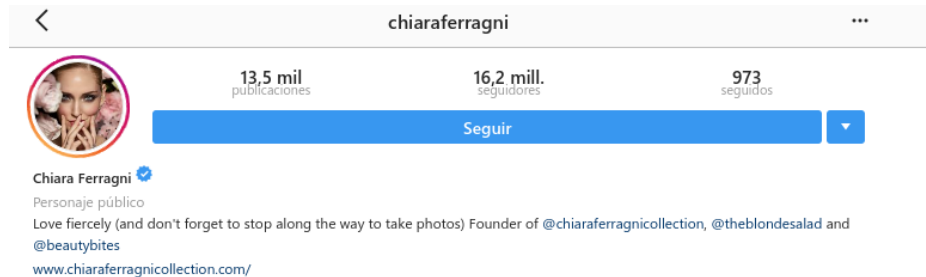 chiaraferragni
13,5 mil 16,2 mill. 973
publicaciones seguidores seguidos
Seguir
Chiara Ferragni
Personaje público
Love fiercely (and don't forget to stop along the way to take photos) Founder of @chiaraferragnicollection, @theblondesalad and
@beautybites
www.chiaraferragnicollection.com/